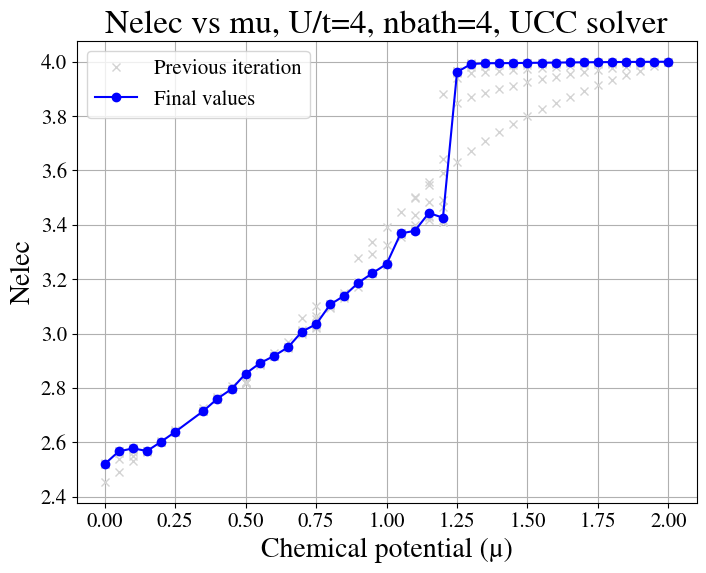 Nelec vs mu, U/t=4, nbath=4, UCC solver
Previous iteration
Final values
Nelec
4.0
3.8
3.6
3.4
3.2
3.0
2.8
2.6
2.4
0.00 0.25 0.50 0.75 1.00 1.25 1.50 1.75 2.00
Chemical potential (μ)